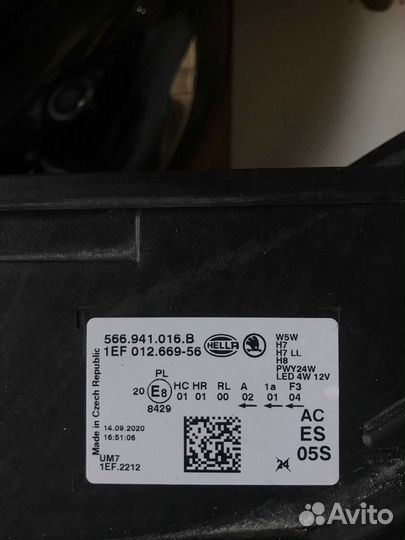 566.941.016.B
1EF 012.669-56
HELLA
W5W
H7
H7 LL
H8
PWY24W
LED 4W 12V
Made in Czech Republic
PL
20 E8
8429
HC HR RL A 1a F3
01 01 00 02 01 04
14.09.2020
16:51:06
AC
ES
05S
UM7
1EF.2212
24
Avito